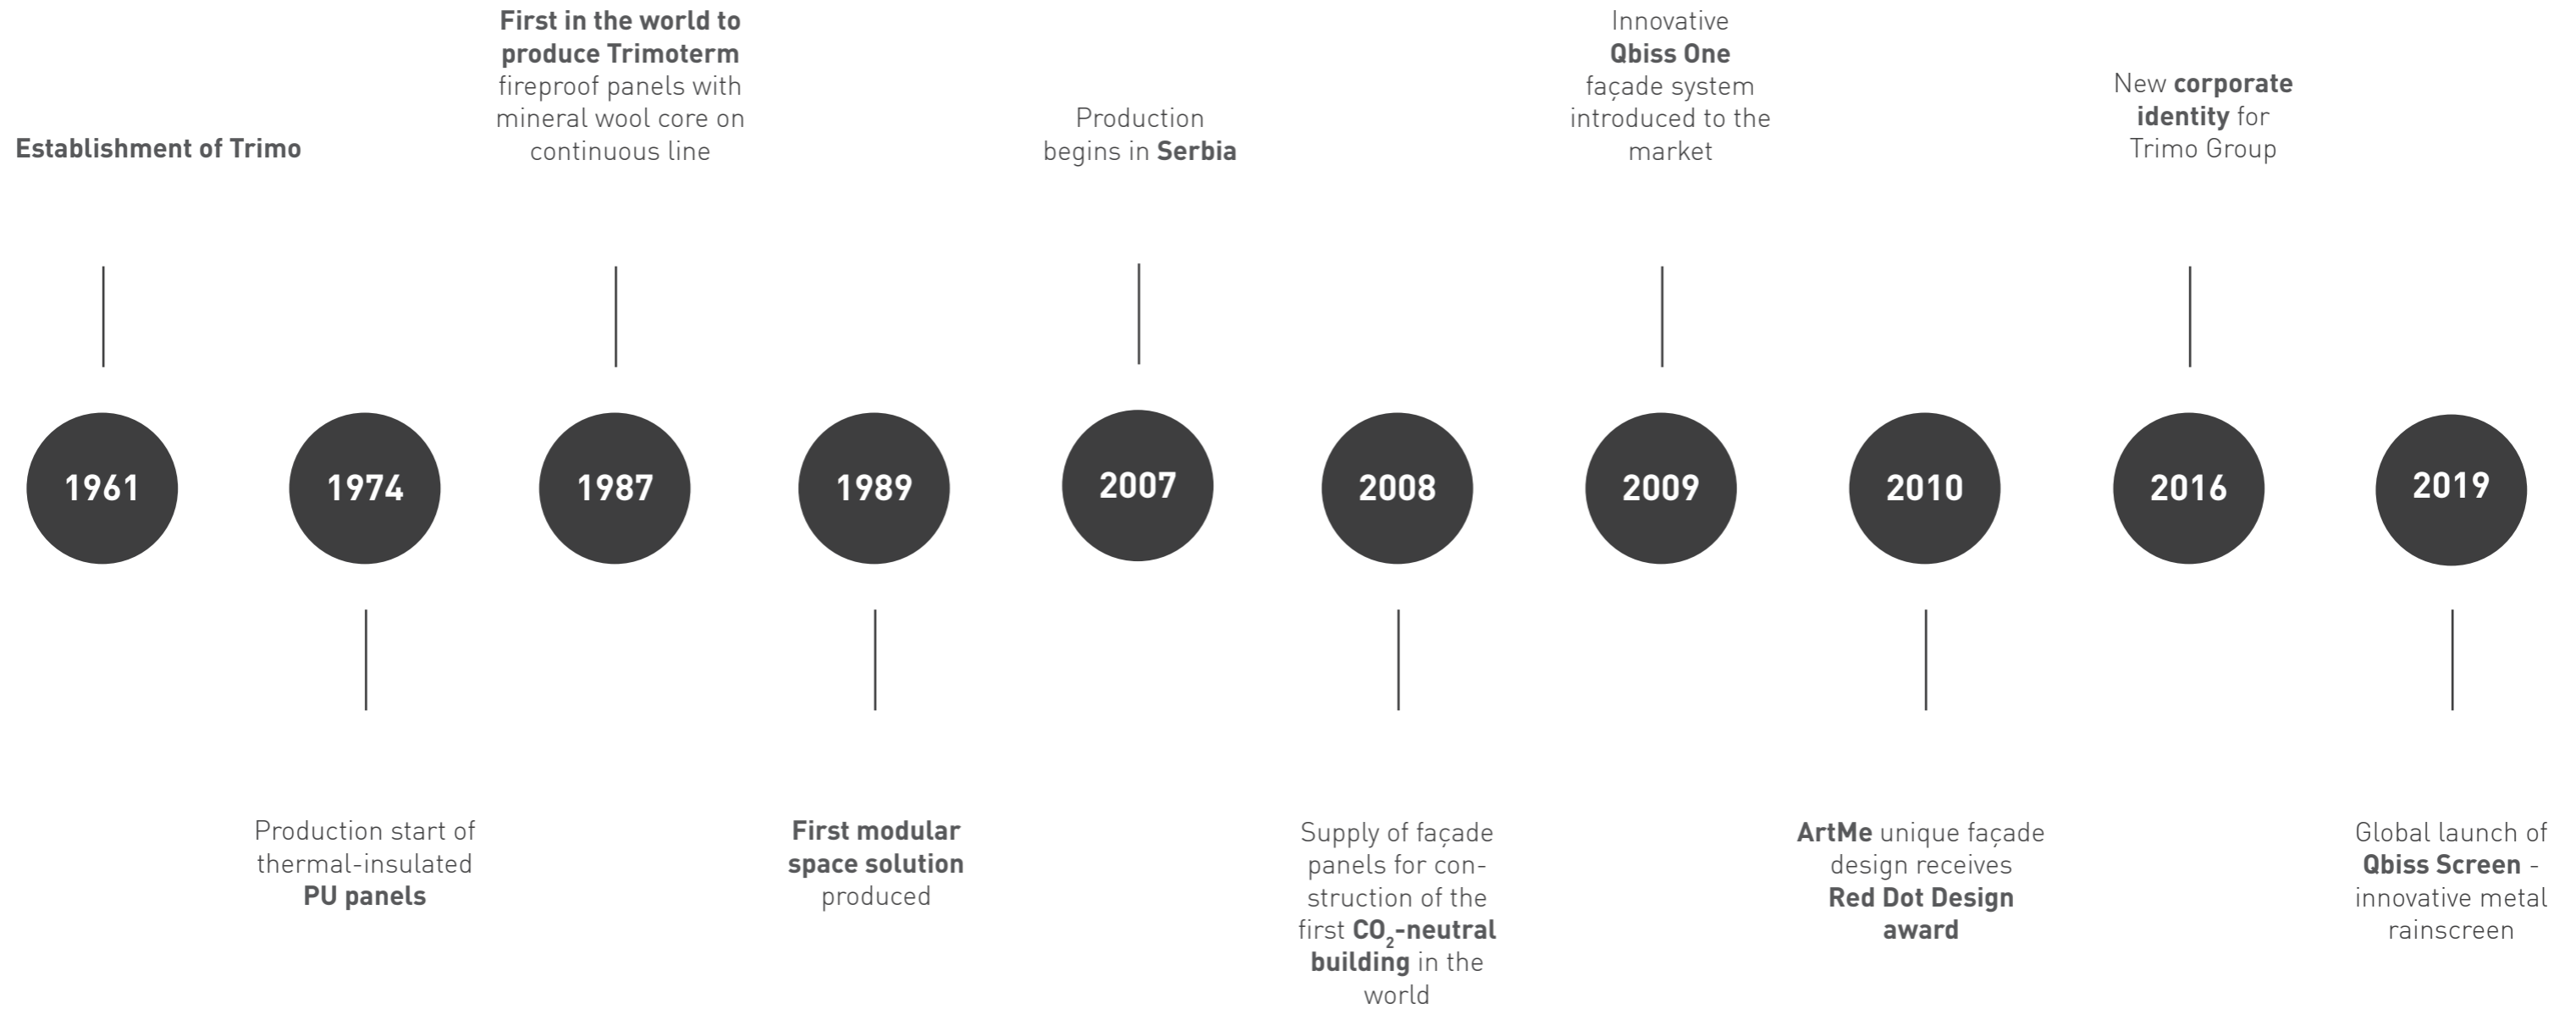 First in the world to
produce Trimoterm
fireproof panels with
mineral wool core on
continuous line
Innovative
Qbiss One
façade system
introduced to the
market
New corporate
identity for
Trimo Group
Production
begins in Serbia
Establishment of Trimo
1961
1974
1987
1989
2007
2008
2009
2010
2016
2019
Production start of
thermal-insulated
PU panels
First modular
space solution
produced
Supply of façade
panels for con-
struction of the
first CO₂-neutral
building in the
world
ArtMe unique façade
design receives
Red Dot Design
award
Global launch of
Qbiss Screen -
innovative metal
rainscreen